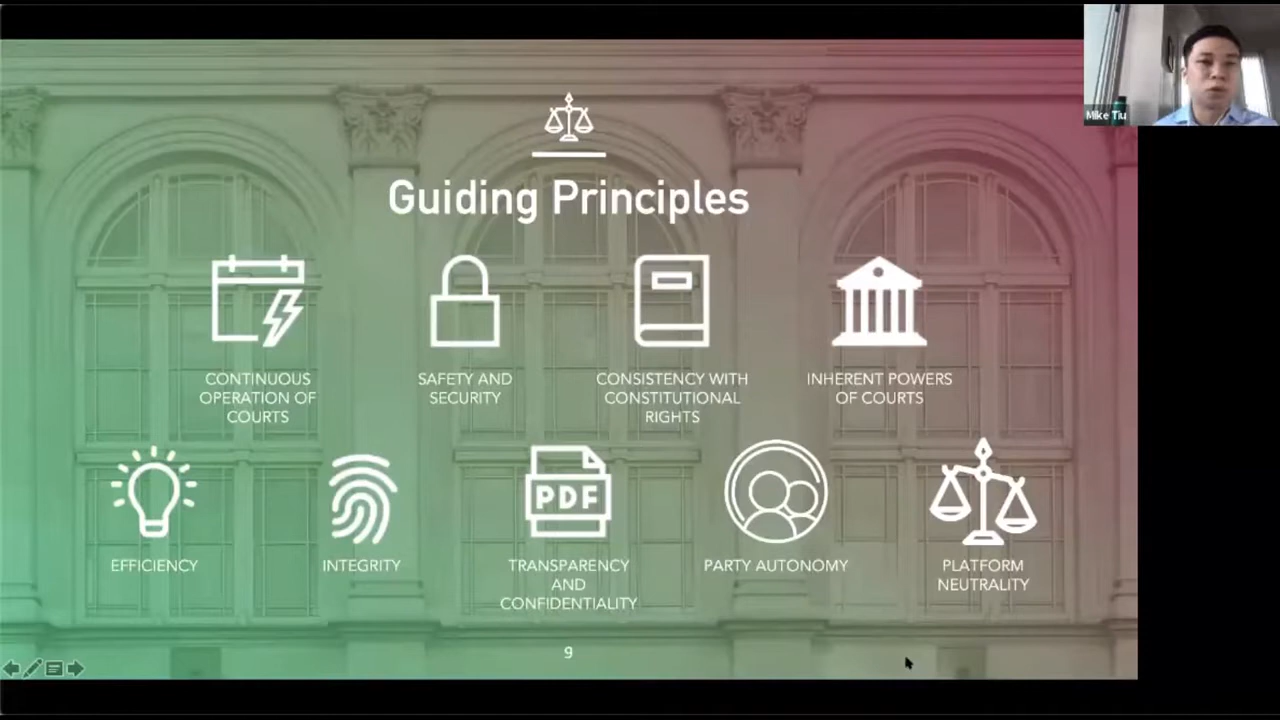 Mike Tiu
Guiding Principles
CONTINUOUS
OPERATION OF
COURTS
SAFETY AND
SECURITY
CONSISTENCY WITH
CONSTITUTIONAL
RIGHTS
INHERENT POWERS
OF COURTS
EFFICIENCY
INTEGRITY
PDF
TRANSPARENCY
AND
CONFIDENTIALITY
PARTY AUTONOMY
PLATFORM
NEUTRALITY
9